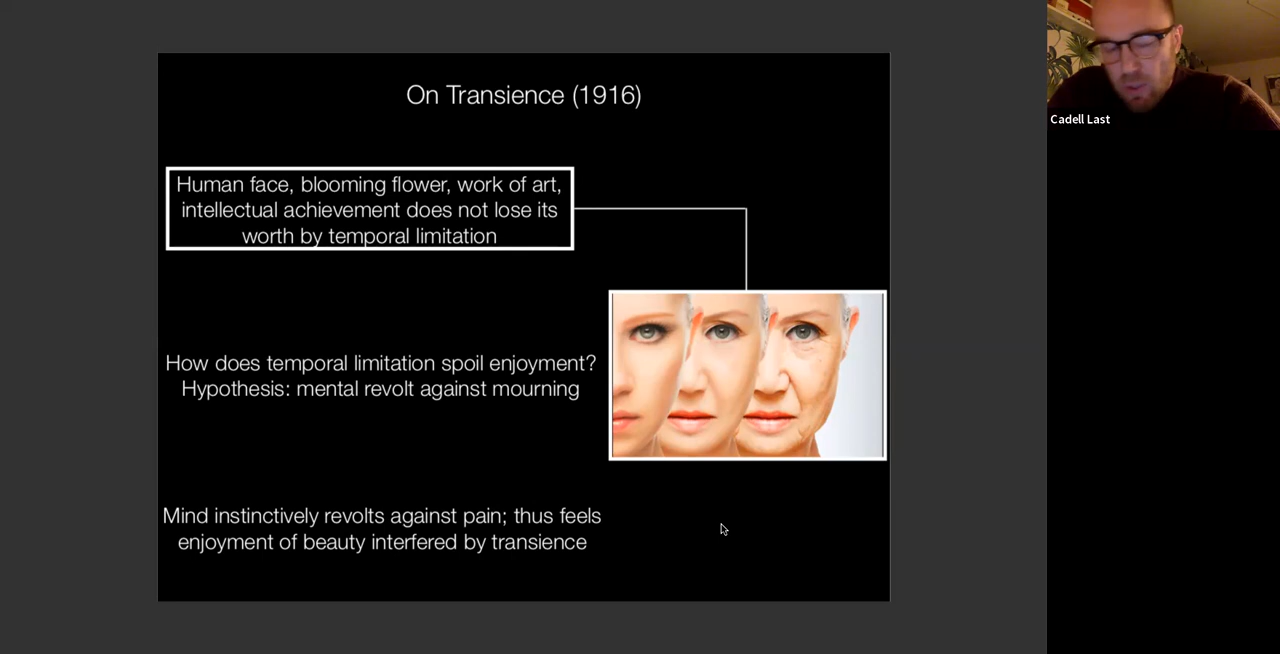 On Transience (1916)
Human face, blooming flower, work of art,
intellectual achievement does not lose its
worth by temporal limitation
How does temporal limitation spoil enjoyment?
Hypothesis: mental revolt against mourning
Mind instinctively revolts against pain; thus feels
enjoyment of beauty interfered by transience
Cadell Last